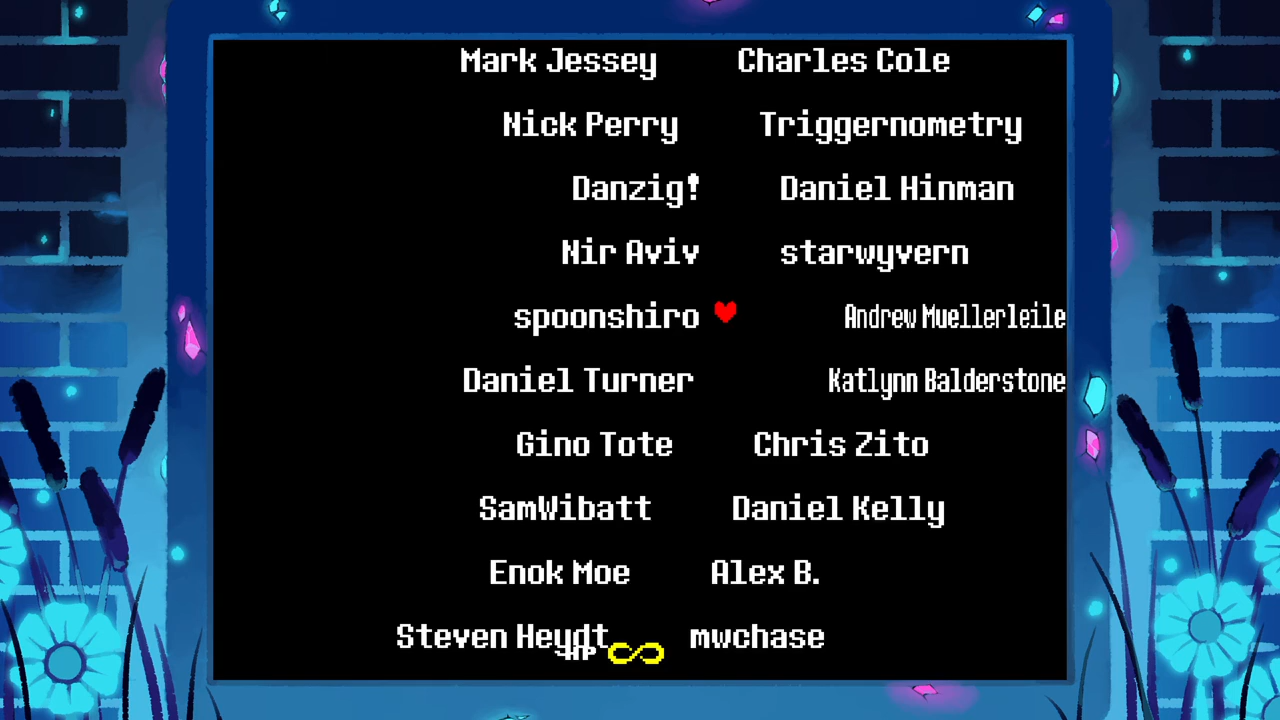 Mark Jessey Charles Cole
Nick Perry Triggernometry
Danzig! Daniel Hinman
Nir Aviv starwyvern
spoonshiro Andrew Muellerleile
Daniel Turner Katlynn Balderstone
Gino Tote Chris Zito
SamWibatt Daniel Kelly
Enok Moe Alex B.
Steven Heydt mwchase
HP ∞